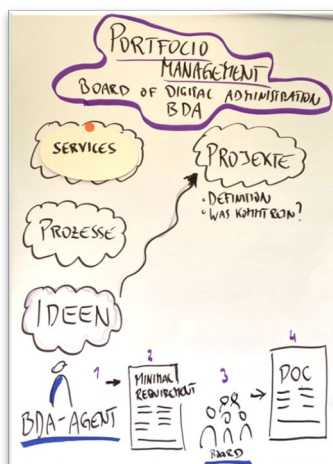 PORTFOLIO
MANAGEMENT
BOARD OF DIGITAL ADMINISTRATION
BDA
SERVICES
PROJEKTE
• DEFINITION
• WAS KOMMT REIN?
PROZESSE
IDEEN
1
2
3
4
MINIMAL
REQUIREMENT
POC
BDA-AGENT
BOARD